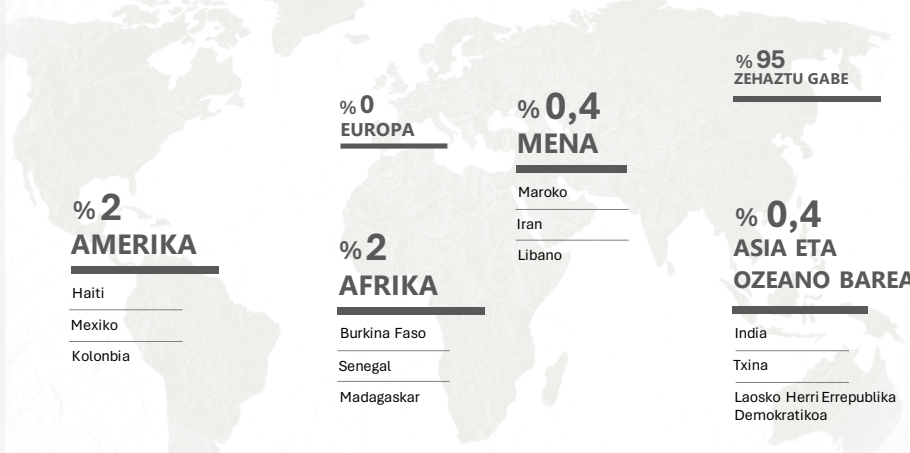 % 2
AMERIKA
Haiti
Mexiko
Kolonbia
% 0
EUROPA
% 2
AFRIKA
Burkina Faso
Senegal
Madagaskar
% 0,4
MENA
Maroko
Iran
Libano
% 95
ZEHAZTU GABE
% 0,4
ASIA ETA
OZEANO BAREA
India
Txina
Laosko Herri Errepublika
Demokratikoa